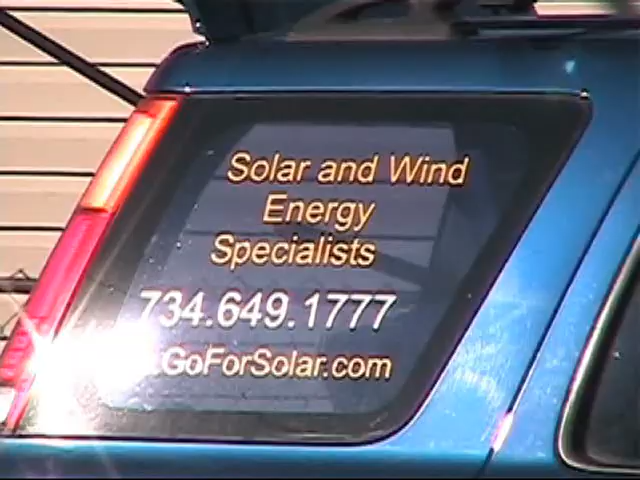 Solar and Wind
Energy
Specialists
734.649.1777
.GoForSolar.com